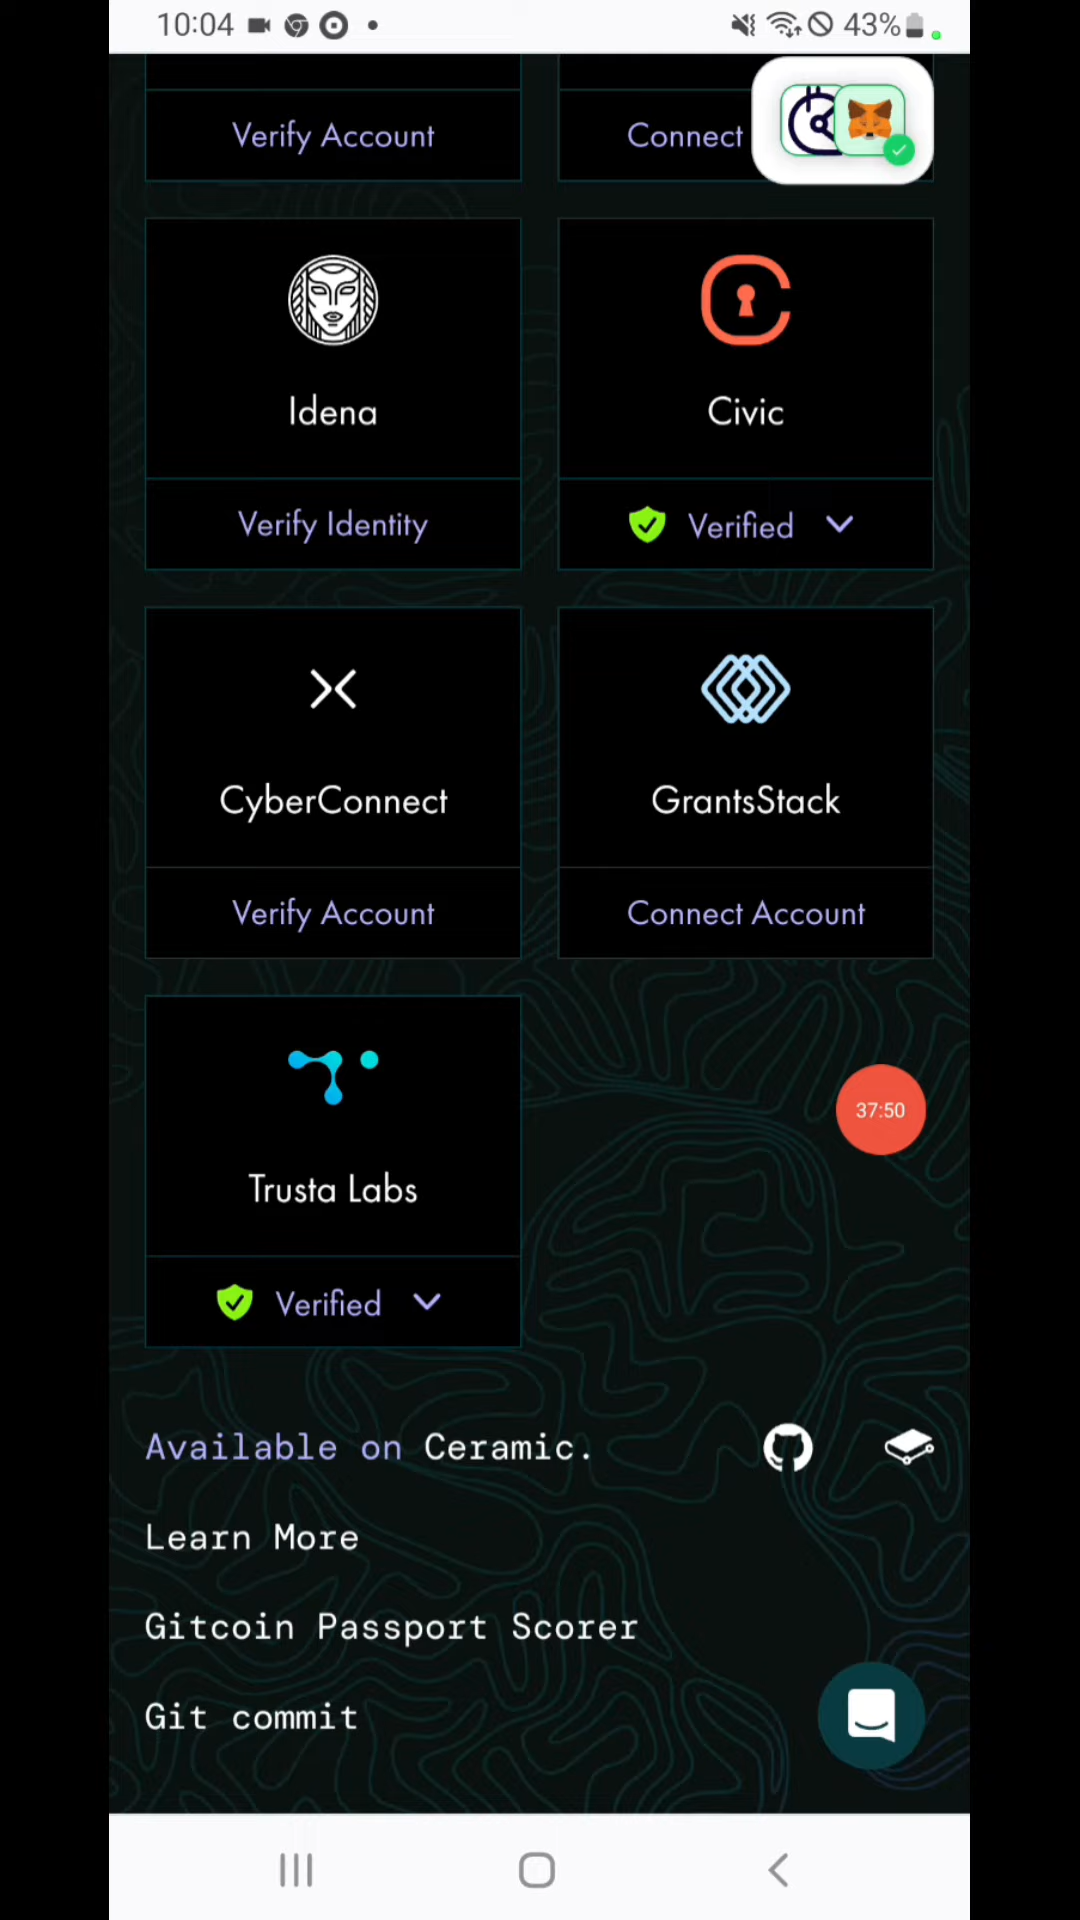 10:04 43%
Verify Account Connect
Idena Civic
Verify Identity Verified
CyberConnect GrantsStack
Verify Account Connect Account
37:50
Trusta Labs
Verified
Available on Ceramic.
Learn More
Gitcoin Passport Scorer
Git commit